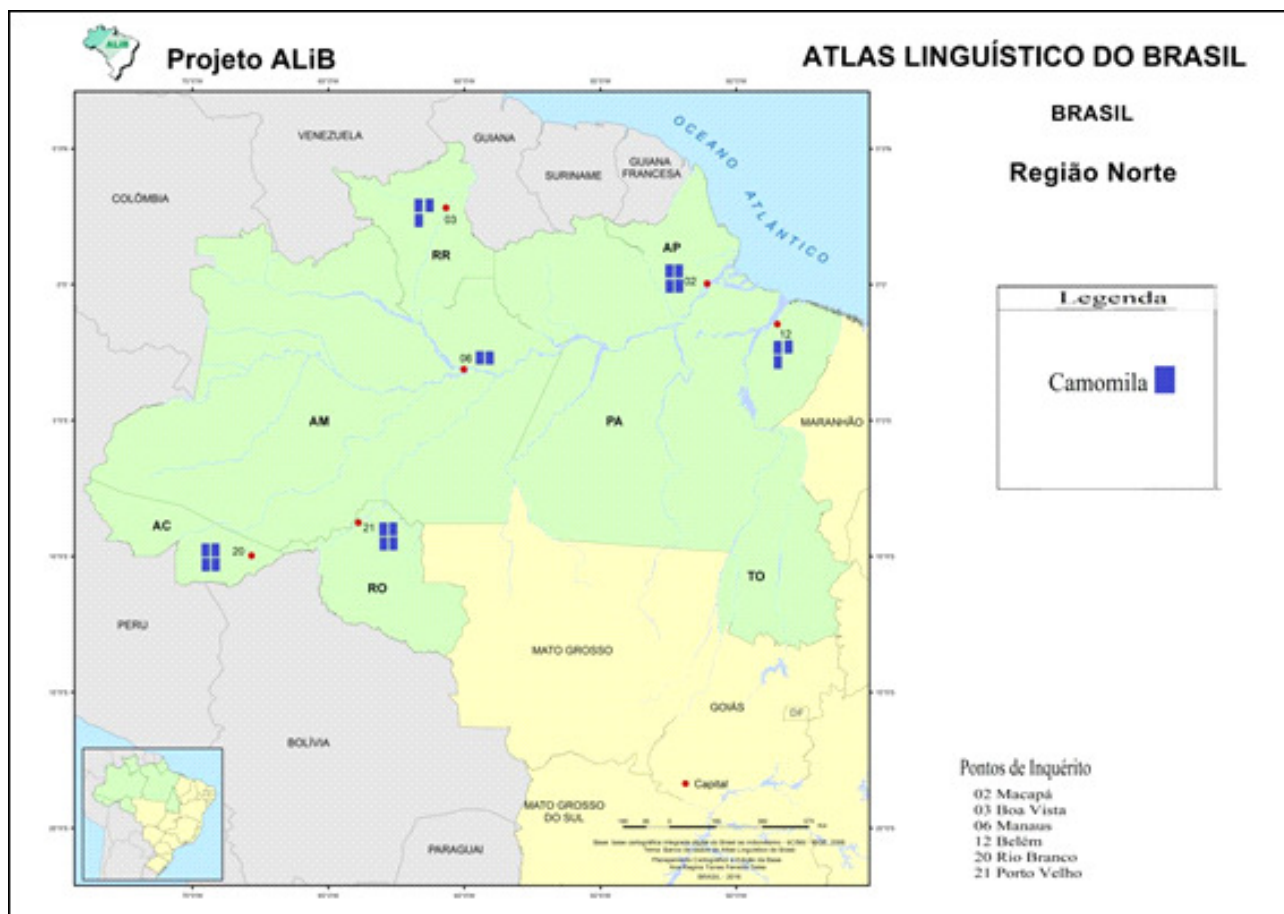 ALiB
Projeto ALiB
ATLAS LINGUÍSTICO DO BRASIL
BRASIL
Região Norte
VENEZUELA
GUIANA
SURINAME
GUIANA
FRANCESA
OCEANO ATLÂNTICO
COLÔMBIA
03
RR
AP
02
12
06
AM
PA
MARANHÃO
AC
20
21
RO
TO
PERU
MATO GROSSO
GOIÁS
DF
BOLÍVIA
Capital
MATO GROSSO
DO SUL
PARAGUAI
BRASIL - 2016
Legenda
Camomila
Pontos de Inquérito
02 Macapá
03 Boa Vista
06 Manaus
12 Belém
20 Rio Branco
21 Porto Velho